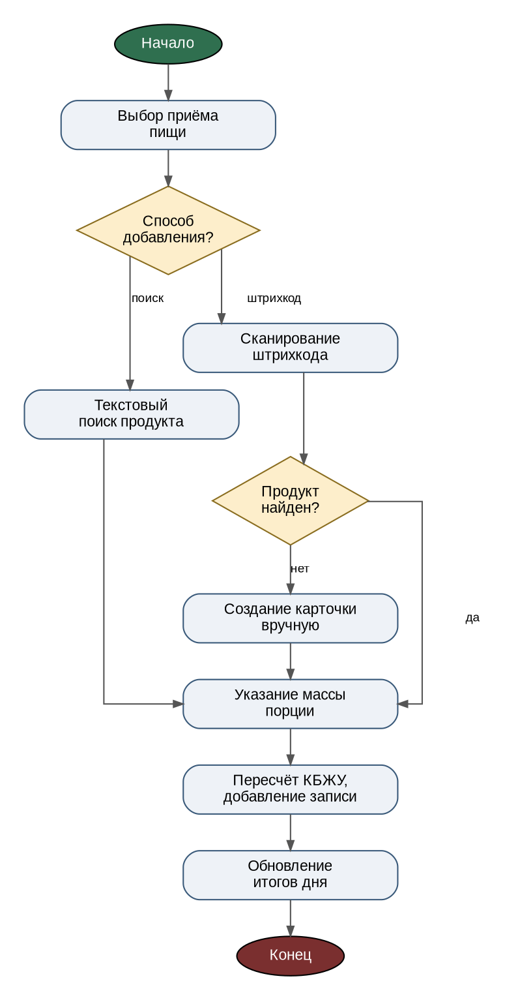 Начало
Выбор приёма
пищи
Способ
добавления?
поиск
штрихкод
Сканирование
штрихкода
Текстовый
поиск продукта
Продукт
найден?
нет
да
Создание карточки
вручную
Указание массы
порции
Пересчёт КБЖУ,
добавление записи
Обновление
итогов дня
Конец